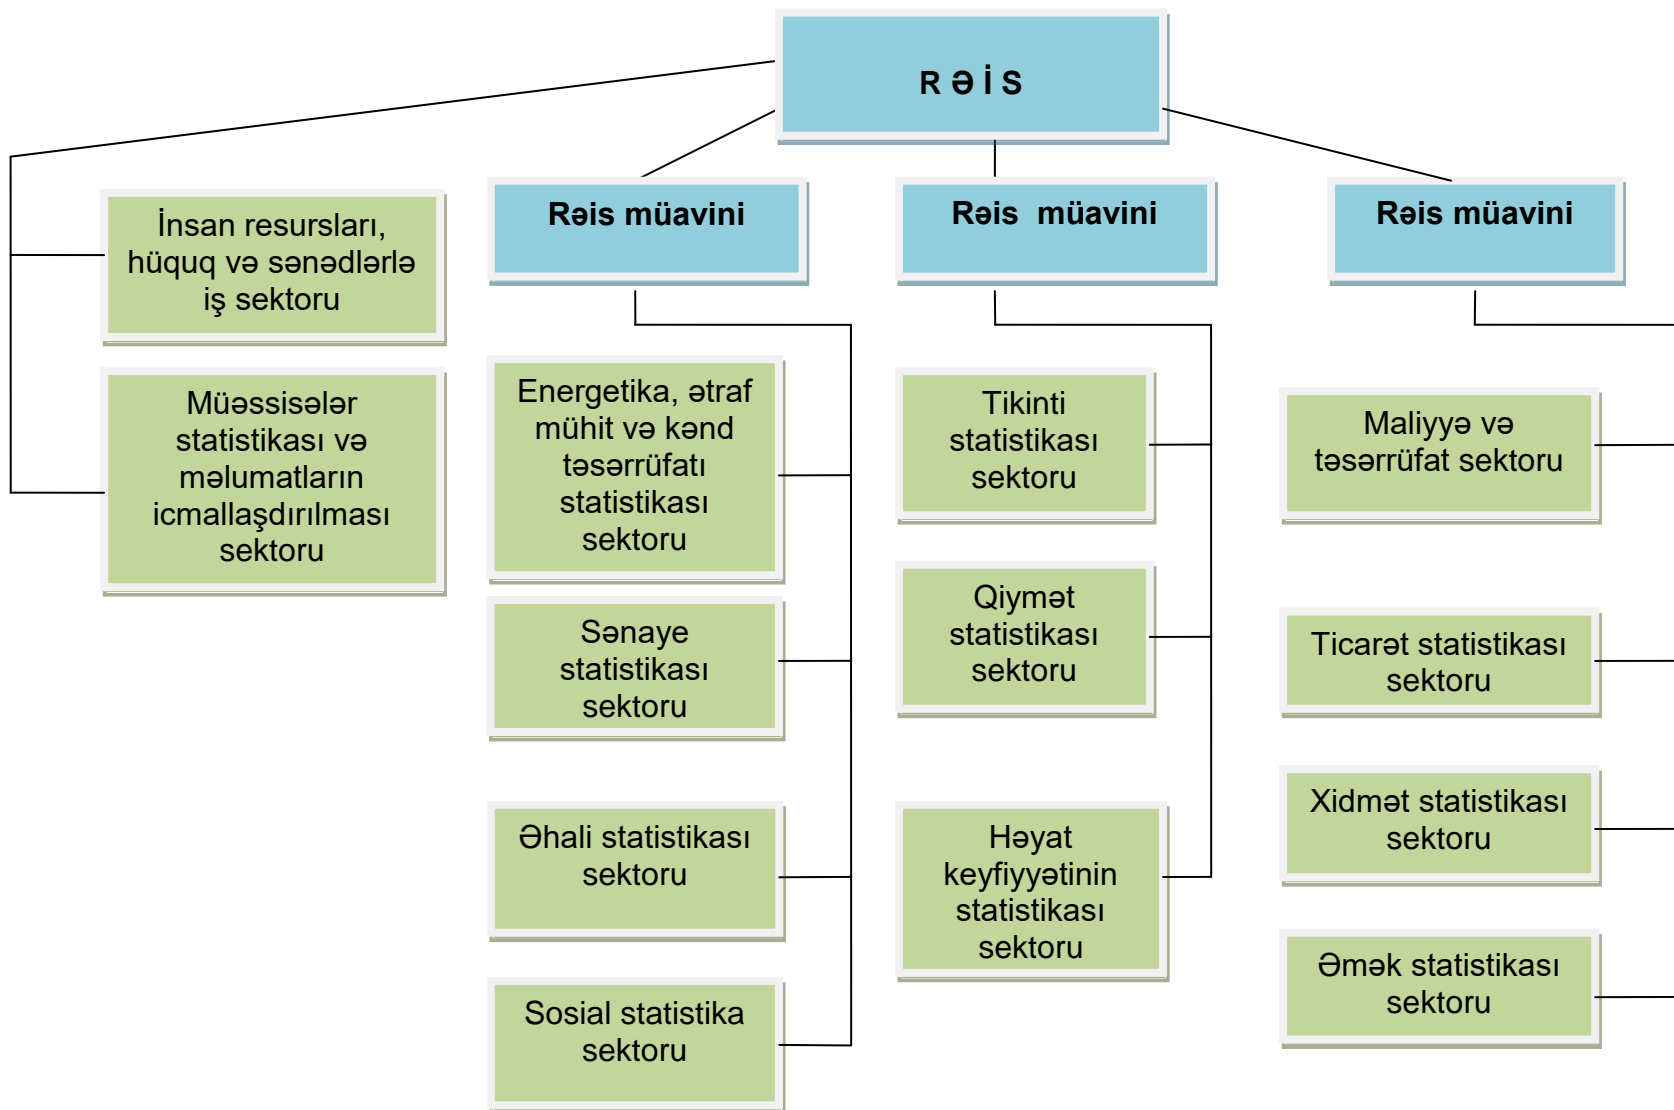 R Ə İ S
İnsan resursları,
hüquq və sənədlərlə
iş sektoru
Müəssisələr
statistikası və
məlumatların
icmallaşdırılması
sektoru
Rəis müavini
Energetika, ətraf
mühit və kənd
təsərrüfatı
statistikası
sektoru
Sənaye
statistikası
sektoru
Əhali statistikası
sektoru
Sosial statistika
sektoru
Rəis müavini
Tikinti
statistikası
sektoru
Qiymət
statistikası
sektoru
Həyat
keyfiyyətinin
statistikası
sektoru
Rəis müavini
Maliyyə və
təsərrüfat sektoru
Ticarət statistikası
sektoru
Xidmət statistikası
sektoru
Əmək statistikası
sektoru